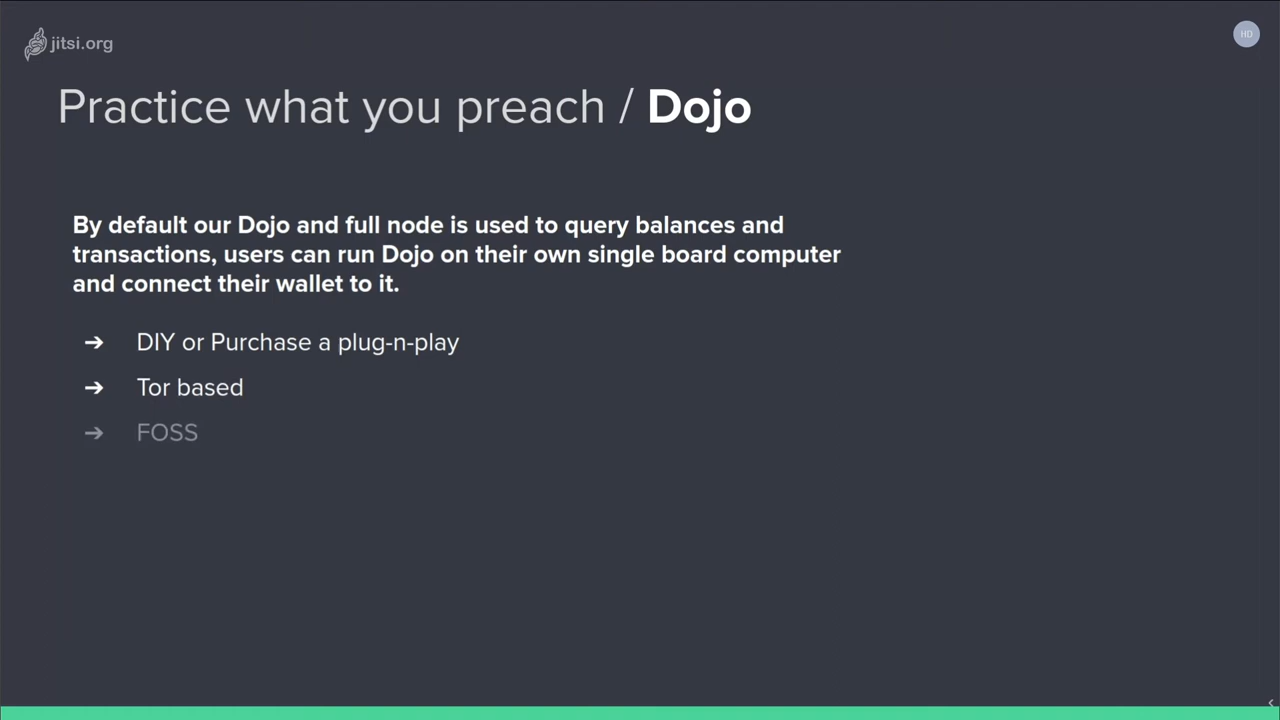 jitsi.org
HD
Practice what you preach / Dojo
By default our Dojo and full node is used to query balances and
transactions, users can run Dojo on their own single board computer
and connect their wallet to it.
➔ DIY or Purchase a plug-n-play
➔ Tor based
➔ FOSS